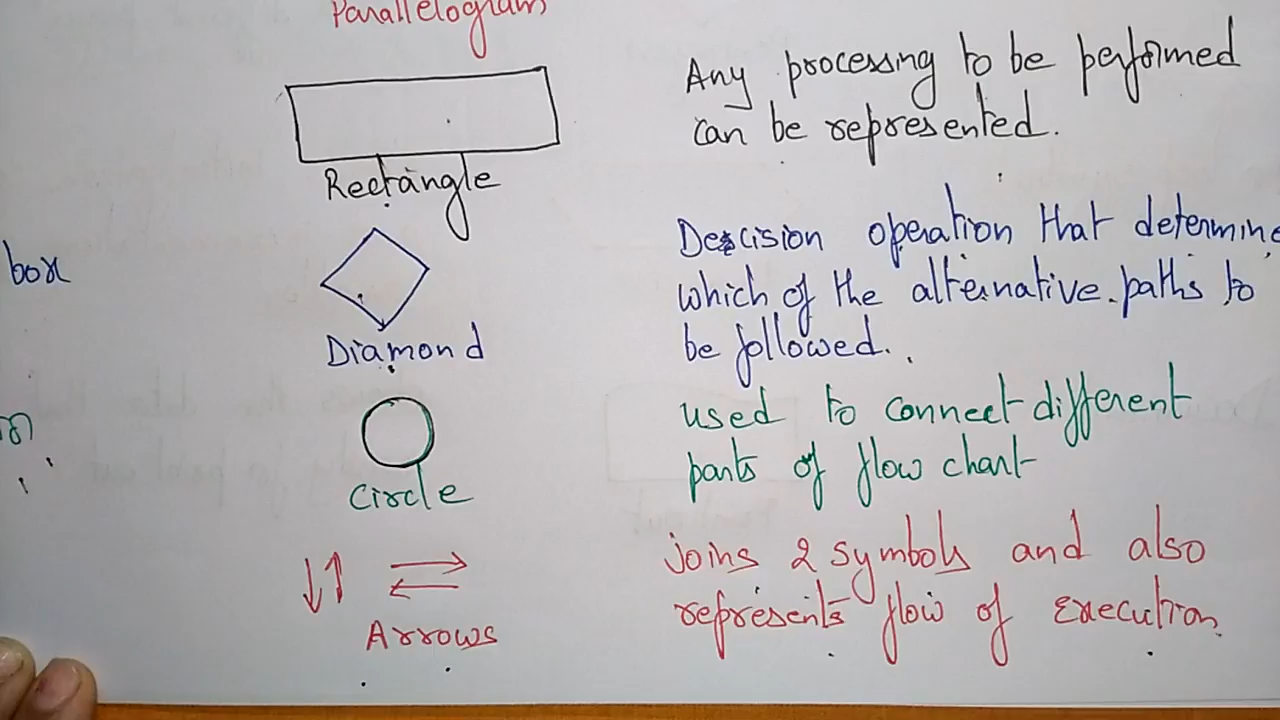 Parallelogram
Any processing to be performed
can be represented.
Rectangle
Decision operation that determine
box
which of the alternative paths to
be followed.
Diamond
used to connect different
parts of flow chart
Circle
joins 2 symbols and also
represents flow of execution.
Arrows